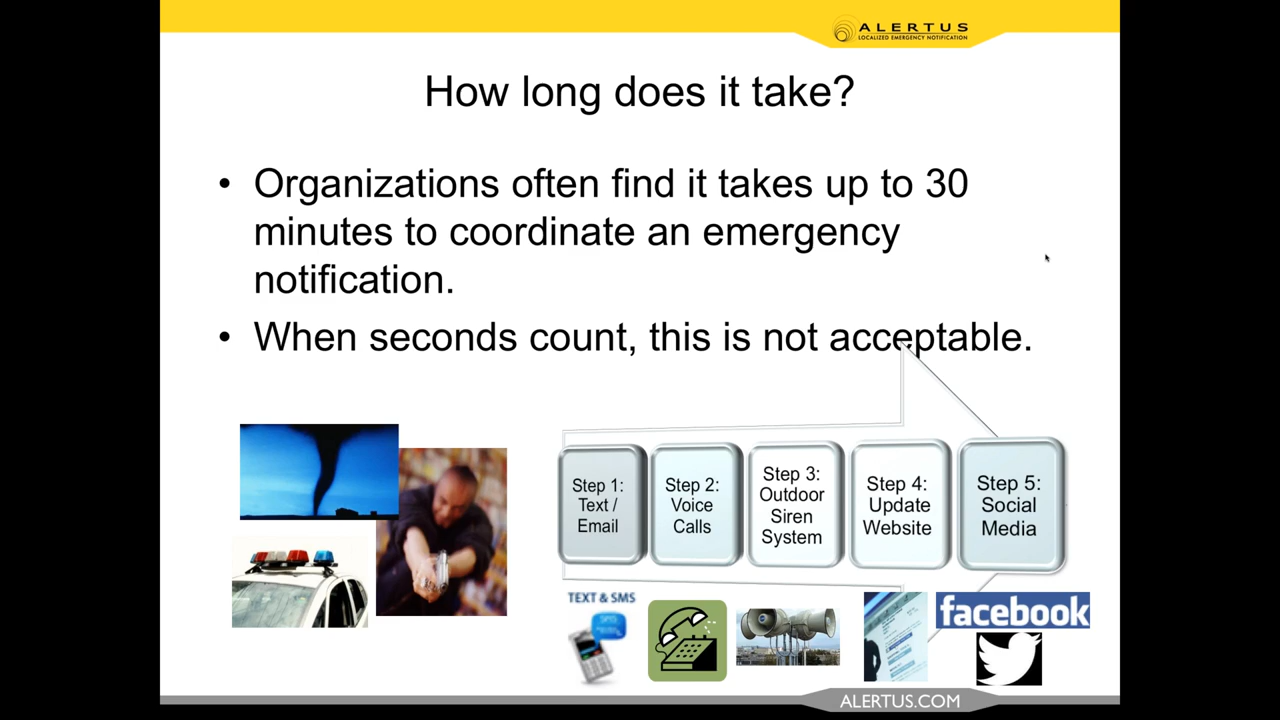 ALERTUS
LOCALIZED EMERGENCY NOTIFICATION
How long does it take?
• Organizations often find it takes up to 30
minutes to coordinate an emergency
notification.
• When seconds count, this is not acceptable.
Step 1:
Text /
Email
Step 2:
Voice
Calls
Step 3:
Outdoor
Siren
System
Step 4:
Update
Website
Step 5:
Social
Media
TEXT & SMS
SMS
facebook
ALERTUS.COM